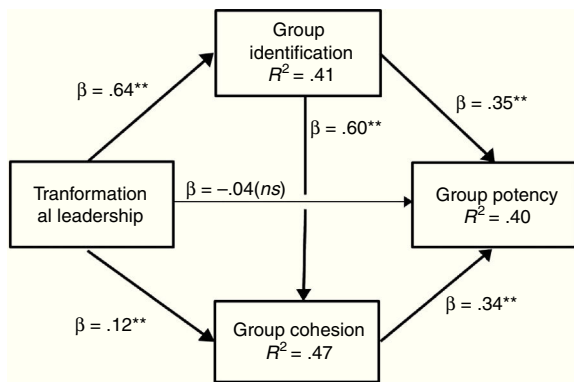 Group
identification
R² = .41
β = .64**
β = .35**
β = .60**
Tranformation
al leadership
β = –.04(ns)
Group potency
R² = .40
β = .12**
β = .34**
Group cohesion
R² = .47